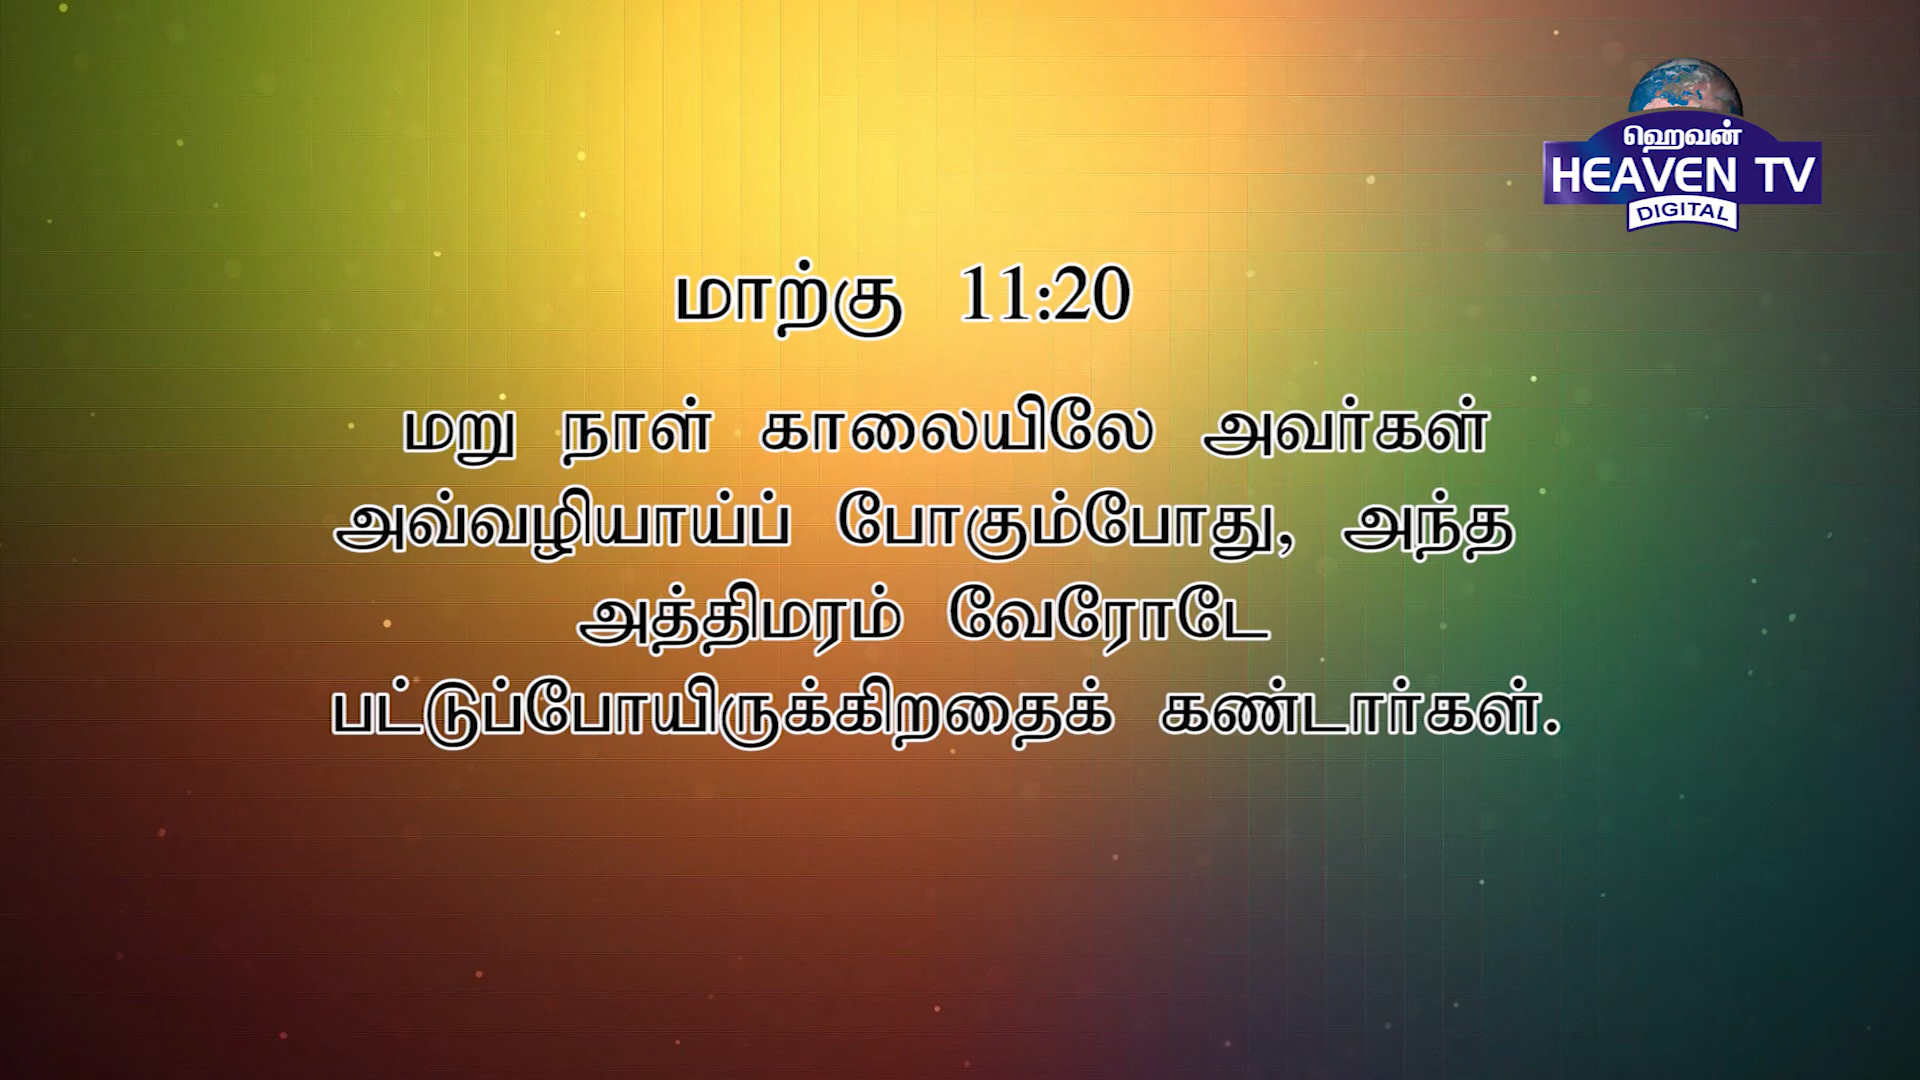 ஹெவன்
HEAVEN TV
DIGITAL
மாற்கு 11:20
மறு நாள் காலையிலே அவர்கள்
அவ்வழியாய்ப் போகும்போது, அந்த
அத்திமரம் வேரோடே
பட்டுப்போயிருக்கிறதைக் கண்டார்கள்.